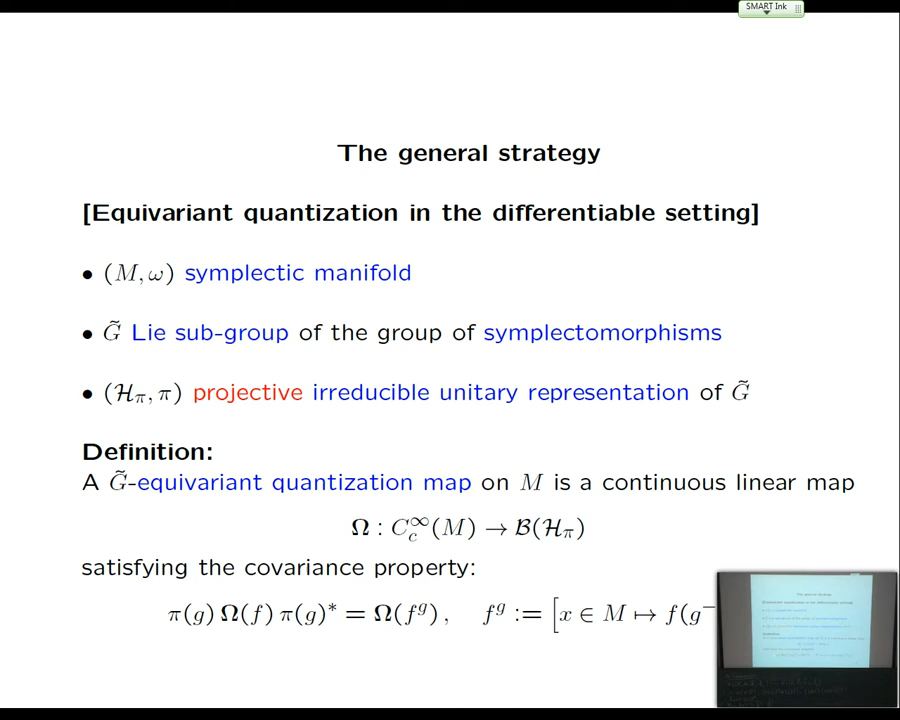 SMART Ink
The general strategy
[Equivariant quantization in the differentiable setting]
• (M, ω) symplectic manifold
• G̃ Lie sub-group of the group of symplectomorphisms
• (ℋπ, π) projective irreducible unitary representation of G̃
Definition:
A G̃-equivariant quantization map on M is a continuous linear map
Ω : C_c^∞(M) → ℬ(ℋπ)
satisfying the covariance property:
π(g) Ω(f) π(g)* = Ω(f^g) ,    f^g := [x ∈ M ↦ f(g⁻